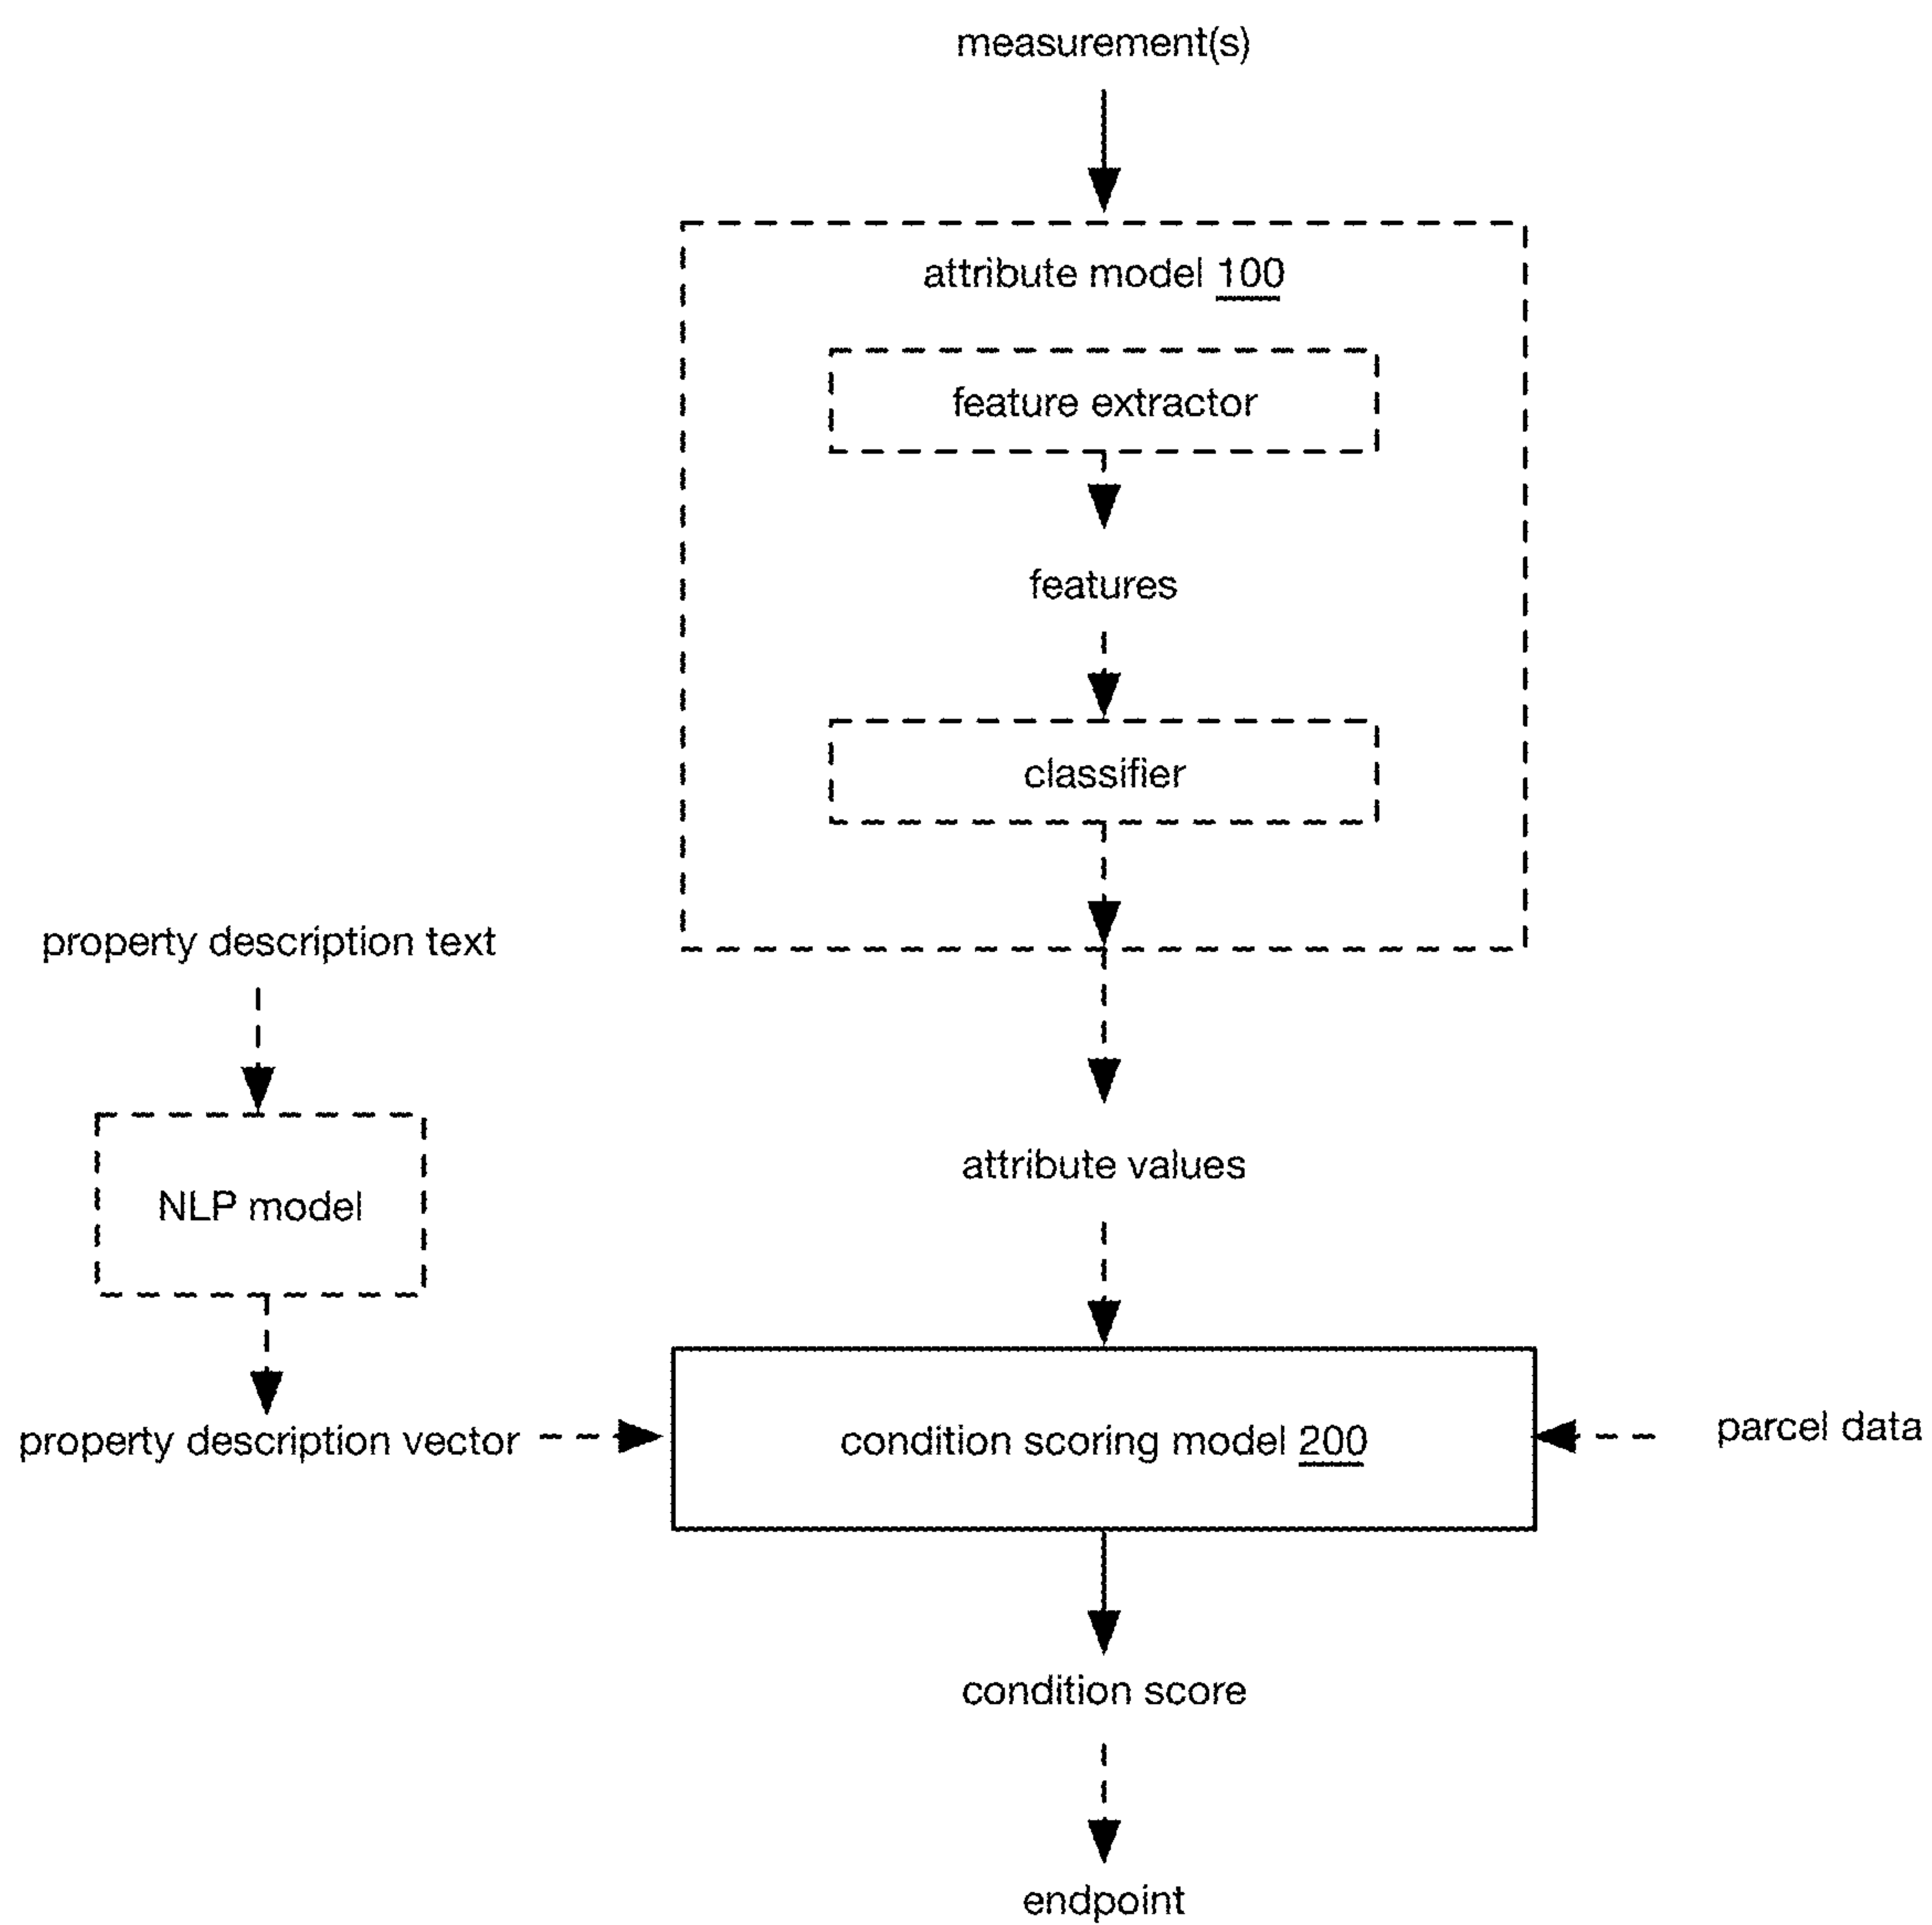 measurement(s)
attribute model 100
feature extractor
features
classifier
property description text
attribute values
NLP model
property description vector
condition scoring model 200
parcel data
condition score
endpoint